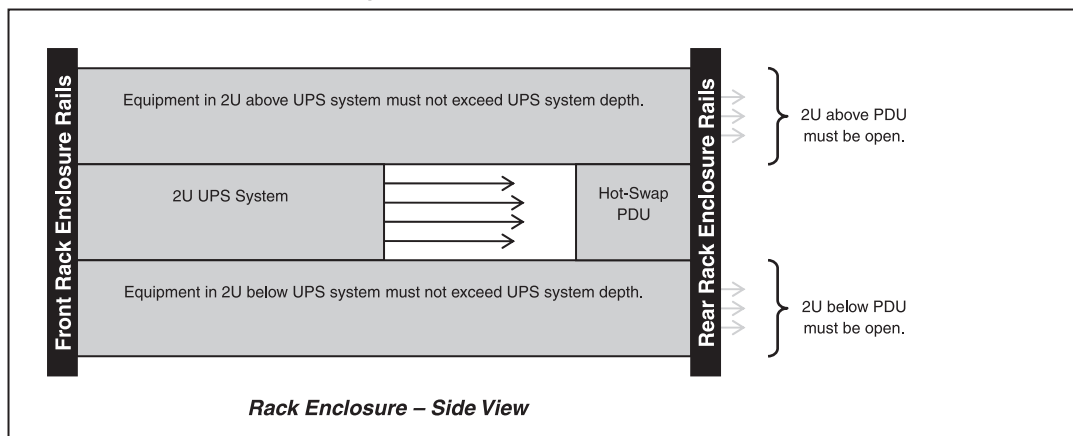 Front Rack Enclosure Rails
Equipment in 2U above UPS system must not exceed UPS system depth.
Rear Rack Enclosure Rails
2U above PDU
must be open.
2U UPS System
Hot-Swap
PDU
Equipment in 2U below UPS system must not exceed UPS system depth.
2U below PDU
must be open.
Rack Enclosure – Side View